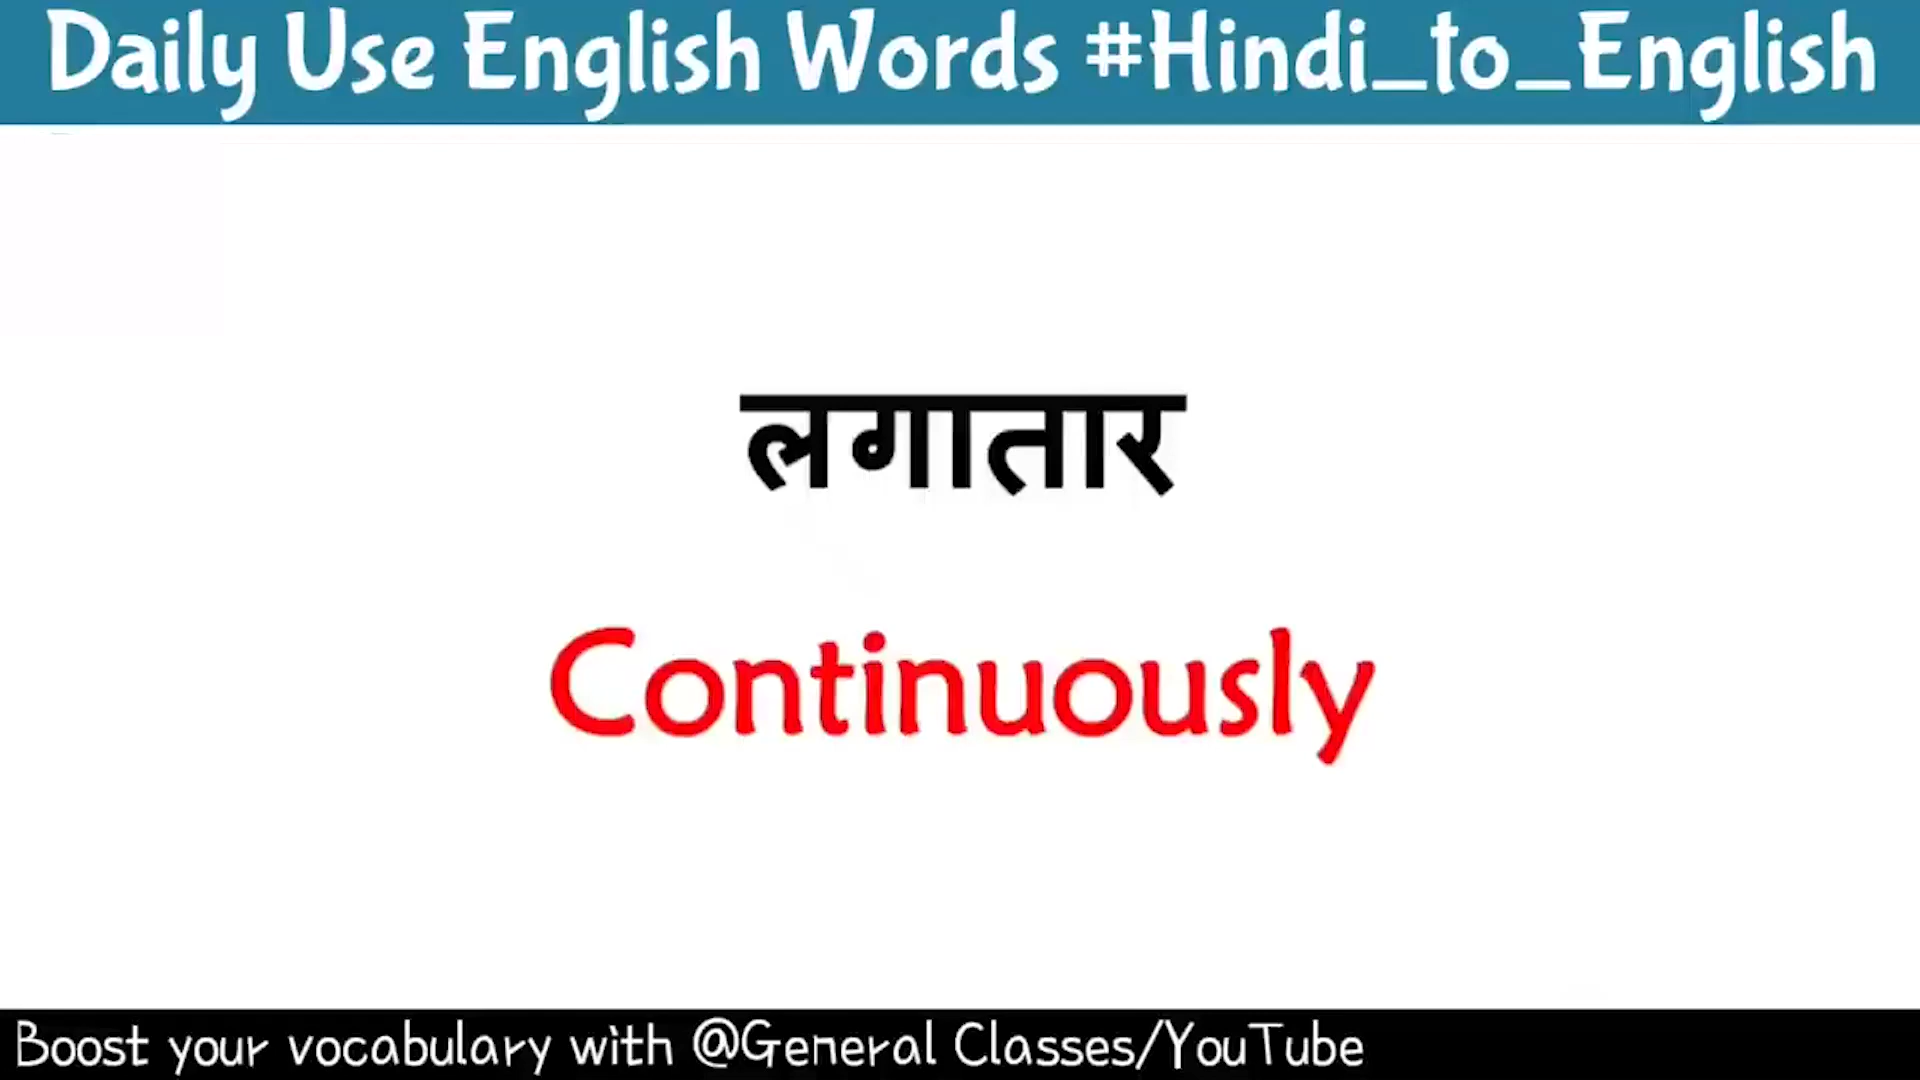 Daily Use English Words #Hindi_to_English
लगातार
Continuously
Boost your vocabulary with @General Classes/YouTube